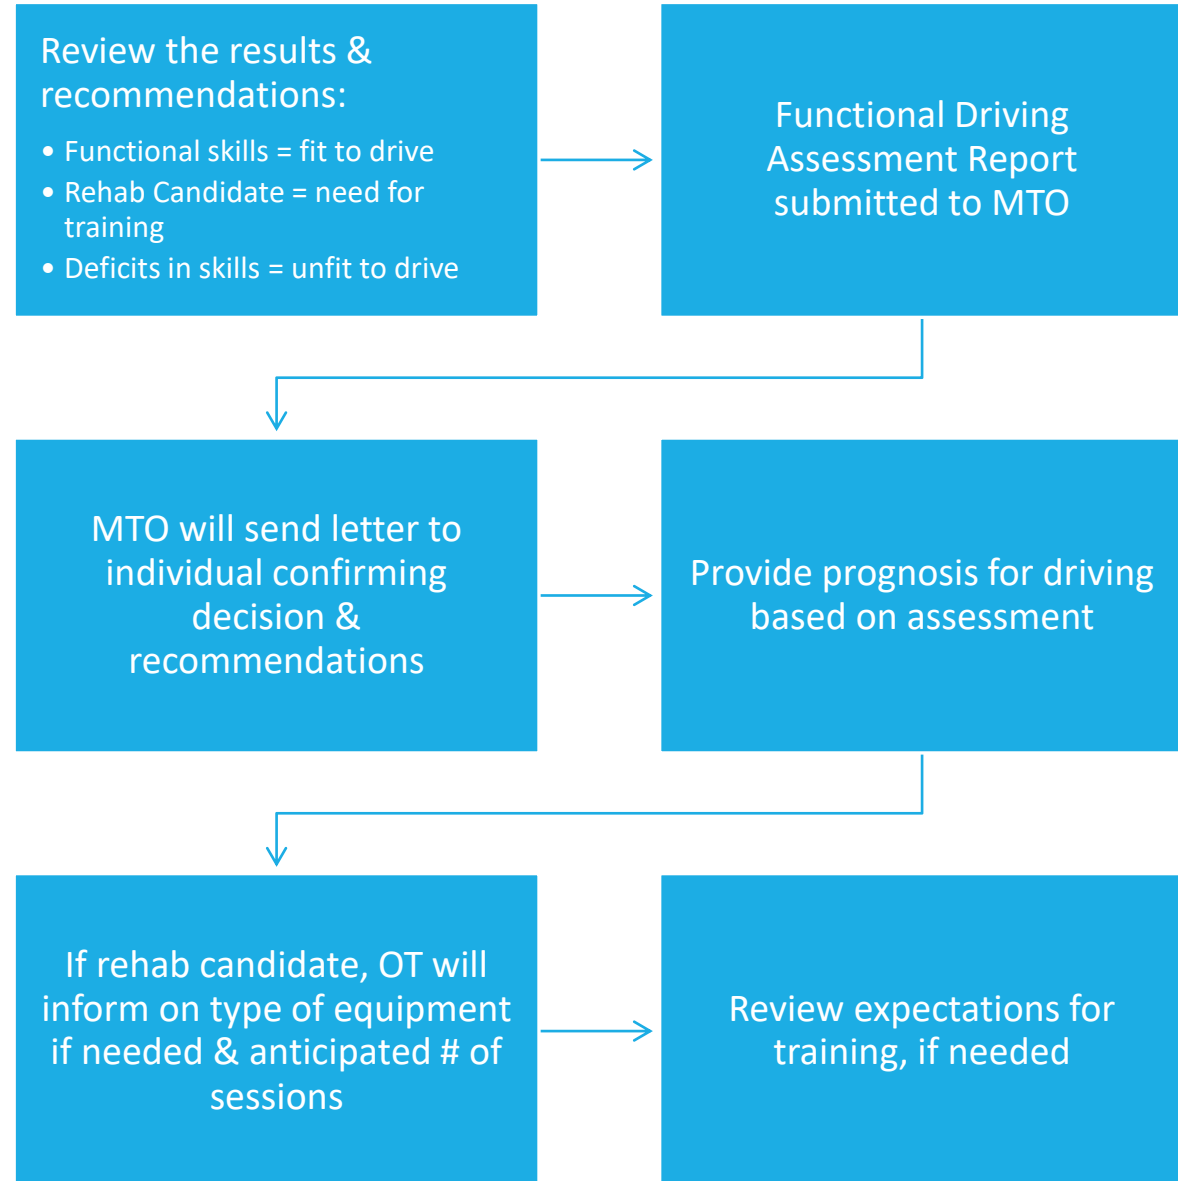 Review the results &
recommendations:
• Functional skills = fit to drive
• Rehab Candidate = need for
training
• Deficits in skills = unfit to drive
Functional Driving
Assessment Report
submitted to MTO
MTO will send letter to
individual confirming
decision &
recommendations
Provide prognosis for driving
based on assessment
If rehab candidate, OT will
inform on type of equipment
if needed & anticipated # of
sessions
Review expectations for
training, if needed